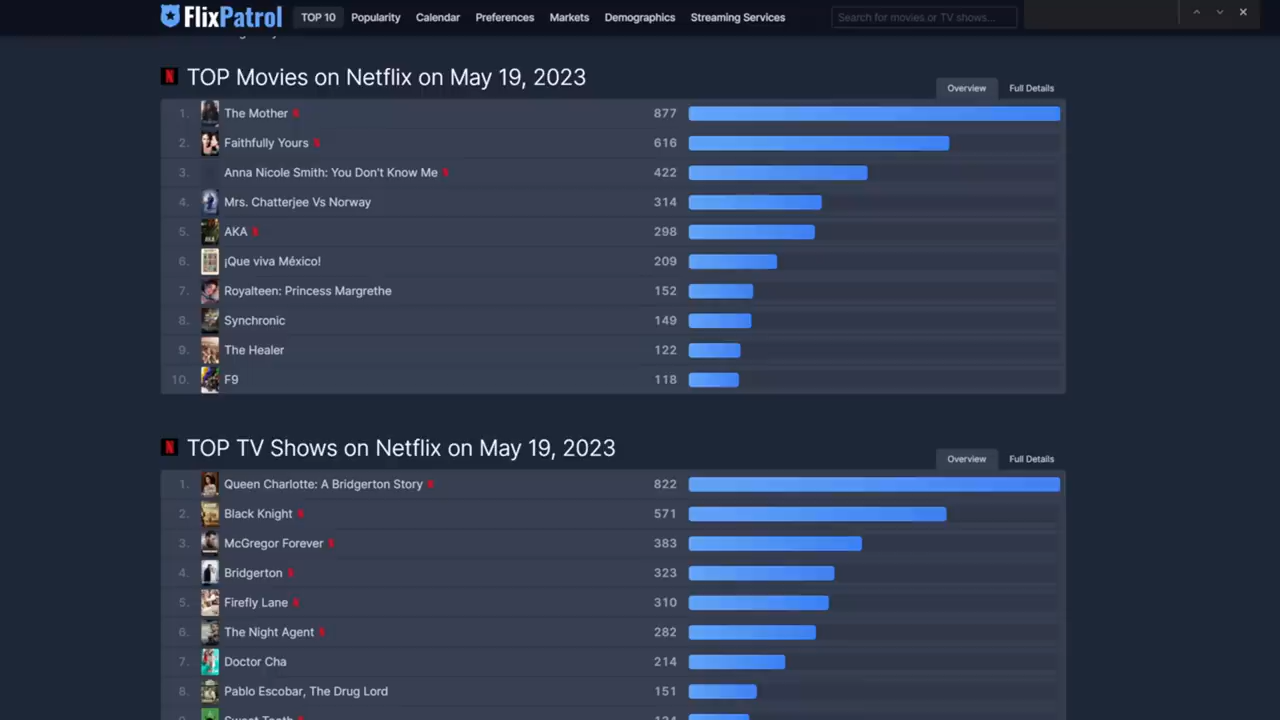 FlixPatrol TOP 10 Popularity Calendar Preferences Markets Demographics Streaming Services Search for movies or TV shows...
TOP Movies on Netflix on May 19, 2023
Overview Full Details
1. The Mother 877
2. Faithfully Yours 616
3. Anna Nicole Smith: You Don't Know Me 422
4. Mrs. Chatterjee Vs Norway 314
5. AKA 298
6. ¡Que viva México! 209
7. Royalteen: Princess Margrethe 152
8. Synchronic 149
9. The Healer 122
10. F9 118
TOP TV Shows on Netflix on May 19, 2023
Overview Full Details
1. Queen Charlotte: A Bridgerton Story 822
2. Black Knight 571
3. McGregor Forever 383
4. Bridgerton 323
5. Firefly Lane 310
6. The Night Agent 282
7. Doctor Cha 214
8. Pablo Escobar, The Drug Lord 151
Sweet Tooth